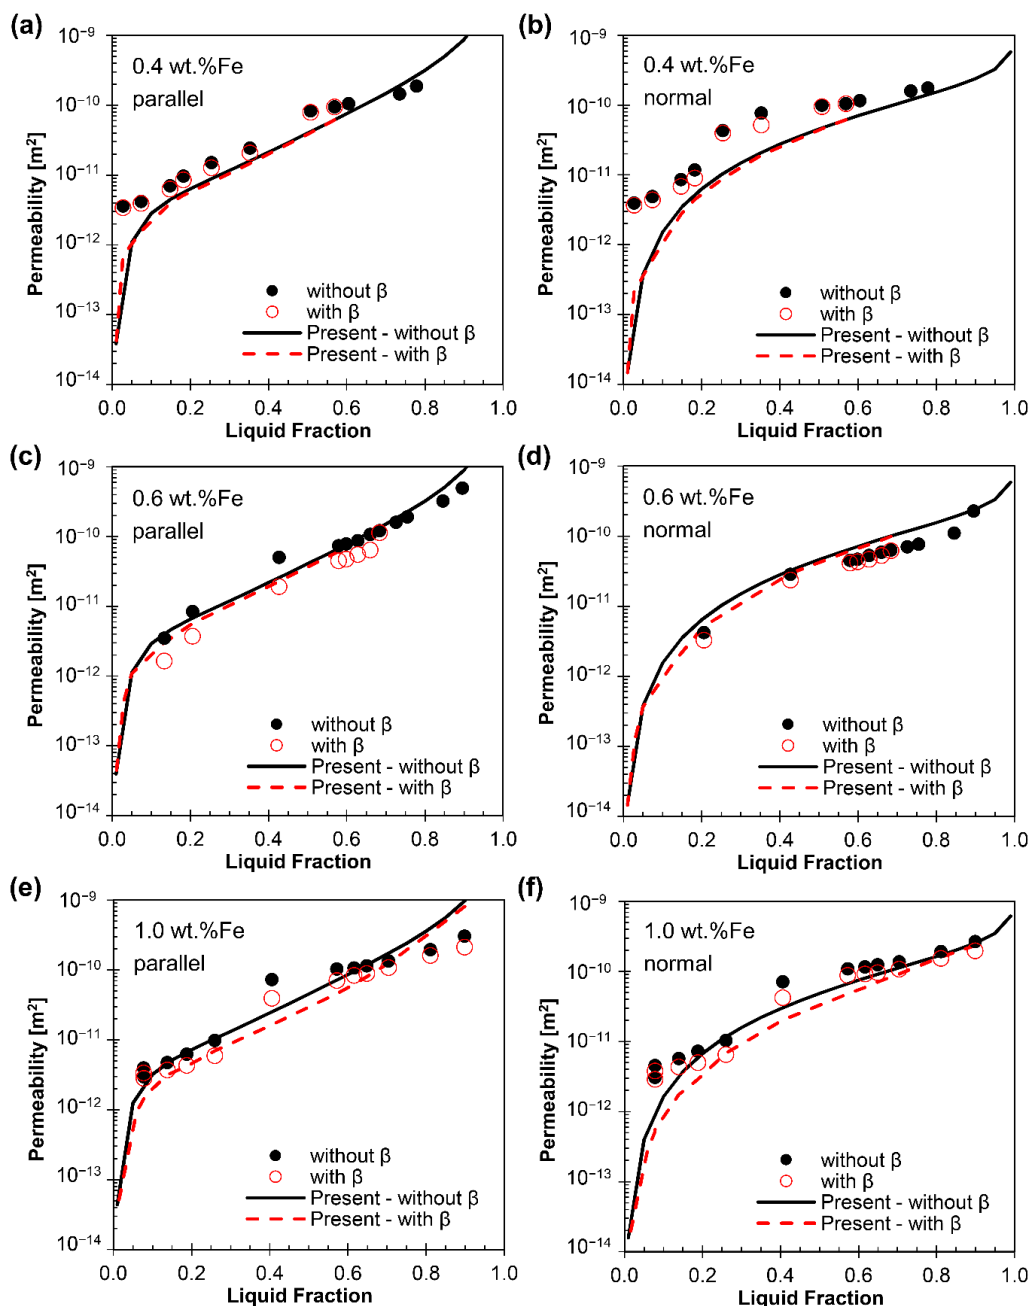 (a)
10⁻⁹
0.4 wt.%Fe
parallel
10⁻¹⁰
10⁻¹¹
10⁻¹²
10⁻¹³
10⁻¹⁴
Permeability [m²]
without β
with β
Present - without β
Present - with β
0.0 0.2 0.4 0.6 0.8 1.0
Liquid Fraction
(b)
10⁻⁹
0.4 wt.%Fe
normal
10⁻¹⁰
10⁻¹¹
10⁻¹²
10⁻¹³
10⁻¹⁴
Permeability [m²]
without β
with β
Present - without β
Present - with β
0.0 0.2 0.4 0.6 0.8 1.0
Liquid Fraction
(c)
10⁻⁹
0.6 wt.%Fe
parallel
10⁻¹⁰
10⁻¹¹
10⁻¹²
10⁻¹³
10⁻¹⁴
Permeability [m²]
without β
with β
Present - without β
Present - with β
0.0 0.2 0.4 0.6 0.8 1.0
Liquid Fraction
(d)
10⁻⁹
0.6 wt.%Fe
normal
10⁻¹⁰
10⁻¹¹
10⁻¹²
10⁻¹³
10⁻¹⁴
Permeability [m²]
without β
with β
Present - without β
Present - with β
0.0 0.2 0.4 0.6 0.8 1.0
Liquid Fraction
(e)
10⁻⁹
1.0 wt.%Fe
parallel
10⁻¹⁰
10⁻¹¹
10⁻¹²
10⁻¹³
10⁻¹⁴
Permeability [m²]
without β
with β
Present - without β
Present - with β
0.0 0.2 0.4 0.6 0.8 1.0
Liquid Fraction
(f)
10⁻⁹
1.0 wt.%Fe
normal
10⁻¹⁰
10⁻¹¹
10⁻¹²
10⁻¹³
10⁻¹⁴
Permeability [m²]
without β
with β
Present - without β
Present - with β
0.0 0.2 0.4 0.6 0.8 1.0
Liquid Fraction